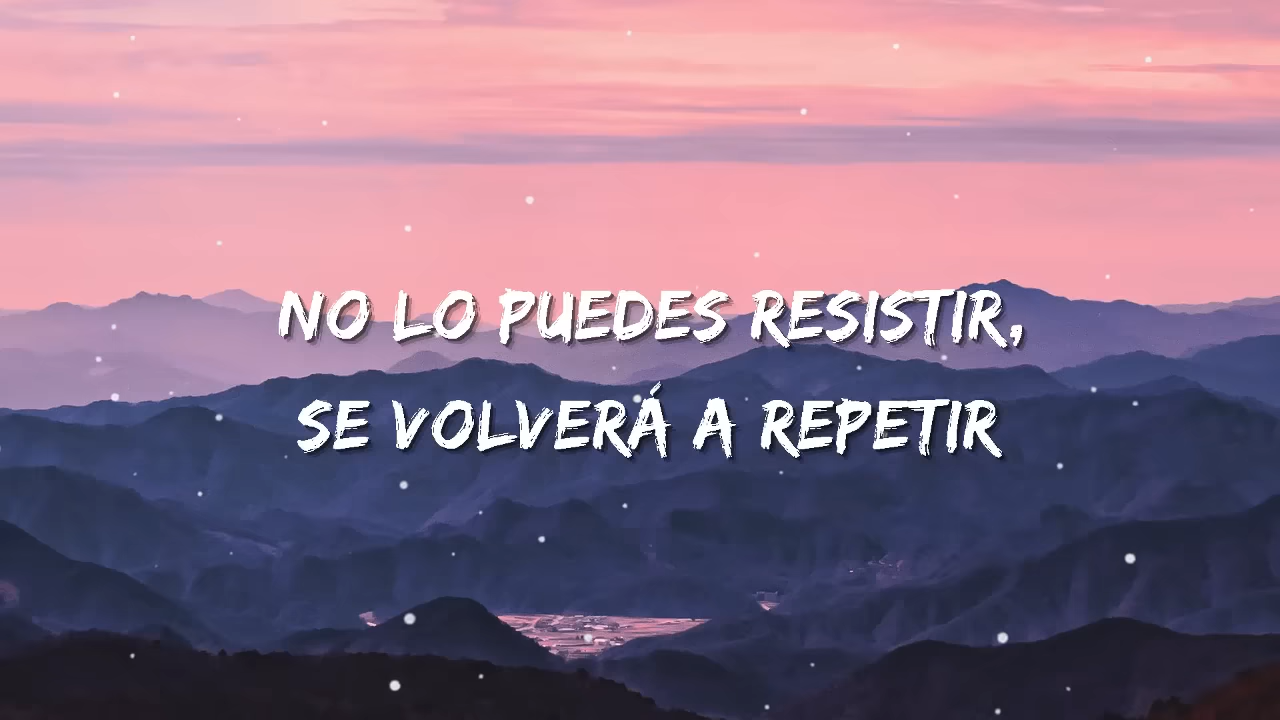 NO LO PUEDES RESISTIR,
SE VOLVERÁ A REPETIR